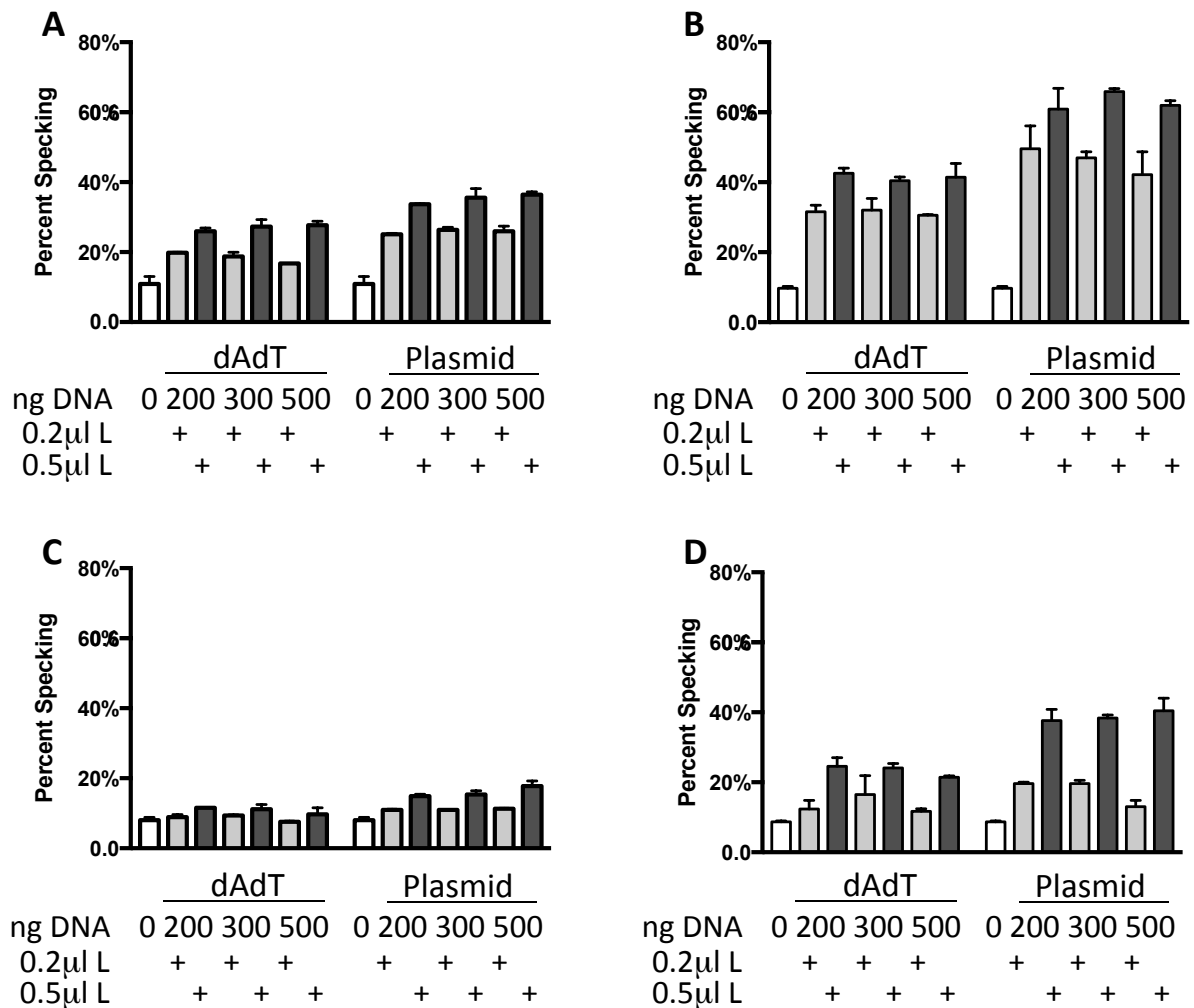 A
80%
60%
40%
20%
0.0
Percent Specking
dAdT Plasmid
ng DNA 0 200 300 500 0 200 300 500
0.2μl L + + + + + +
0.5μl L + + + + + +
B
80%
60%
40%
20%
0.0
Percent Specking
dAdT Plasmid
ng DNA 0 200 300 500 0 200 300 500
0.2μl L + + + + + +
0.5μl L + + + + + +
C
80%
60%
40%
20%
0.0
Percent Specking
dAdT Plasmid
ng DNA 0 200 300 500 0 200 300 500
0.2μl L + + + + + +
0.5μl L + + + + + +
D
80%
60%
40%
20%
0.0
Percent Specking
dAdT Plasmid
ng DNA 0 200 300 500 0 200 300 500
0.2μl L + + + + + +
0.5μl L + + + + + +